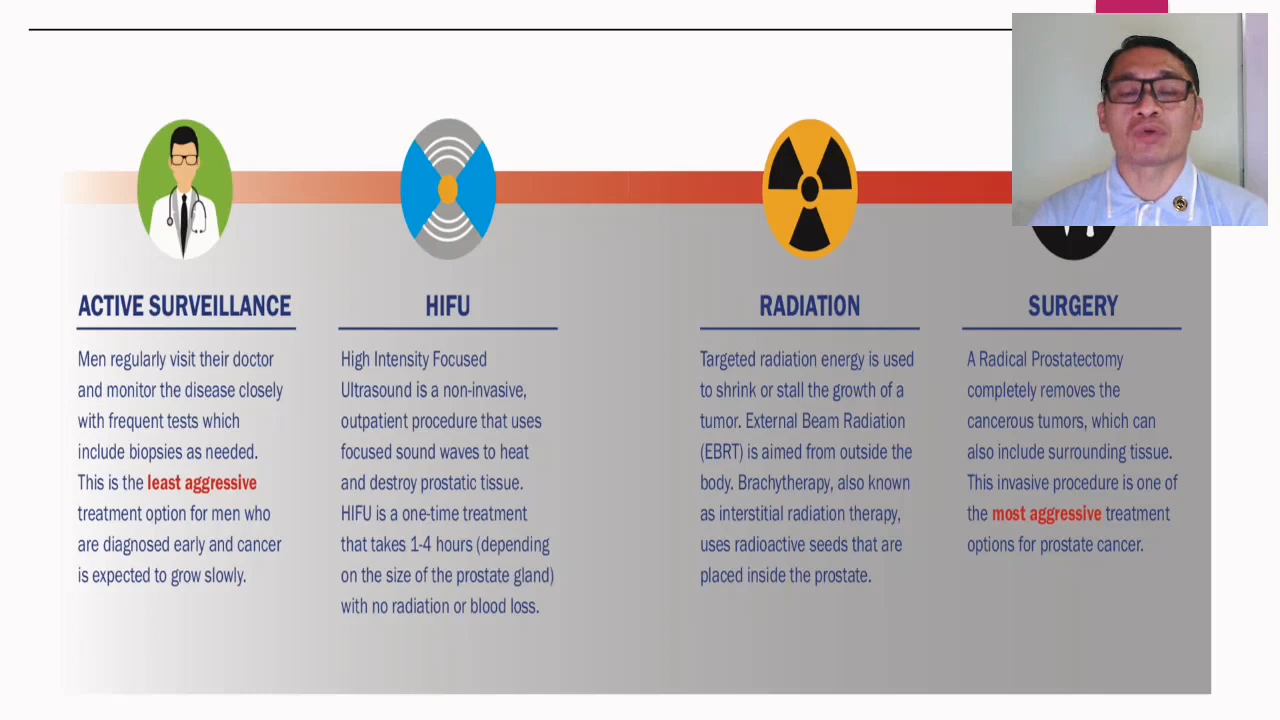 ACTIVE SURVEILLANCE
Men regularly visit their doctor
and monitor the disease closely
with frequent tests which
include biopsies as needed.
This is the least aggressive
treatment option for men who
are diagnosed early and cancer
is expected to grow slowly.
HIFU
High Intensity Focused
Ultrasound is a non-invasive,
outpatient procedure that uses
focused sound waves to heat
and destroy prostatic tissue.
HIFU is a one-time treatment
that takes 1-4 hours (depending
on the size of the prostate gland)
with no radiation or blood loss.
RADIATION
Targeted radiation energy is used
to shrink or stall the growth of a
tumor. External Beam Radiation
(EBRT) is aimed from outside the
body. Brachytherapy, also known
as interstitial radiation therapy,
uses radioactive seeds that are
placed inside the prostate.
SURGERY
A Radical Prostatectomy
completely removes the
cancerous tumors, which can
also include surrounding tissue.
This invasive procedure is one of
the most aggressive treatment
options for prostate cancer.